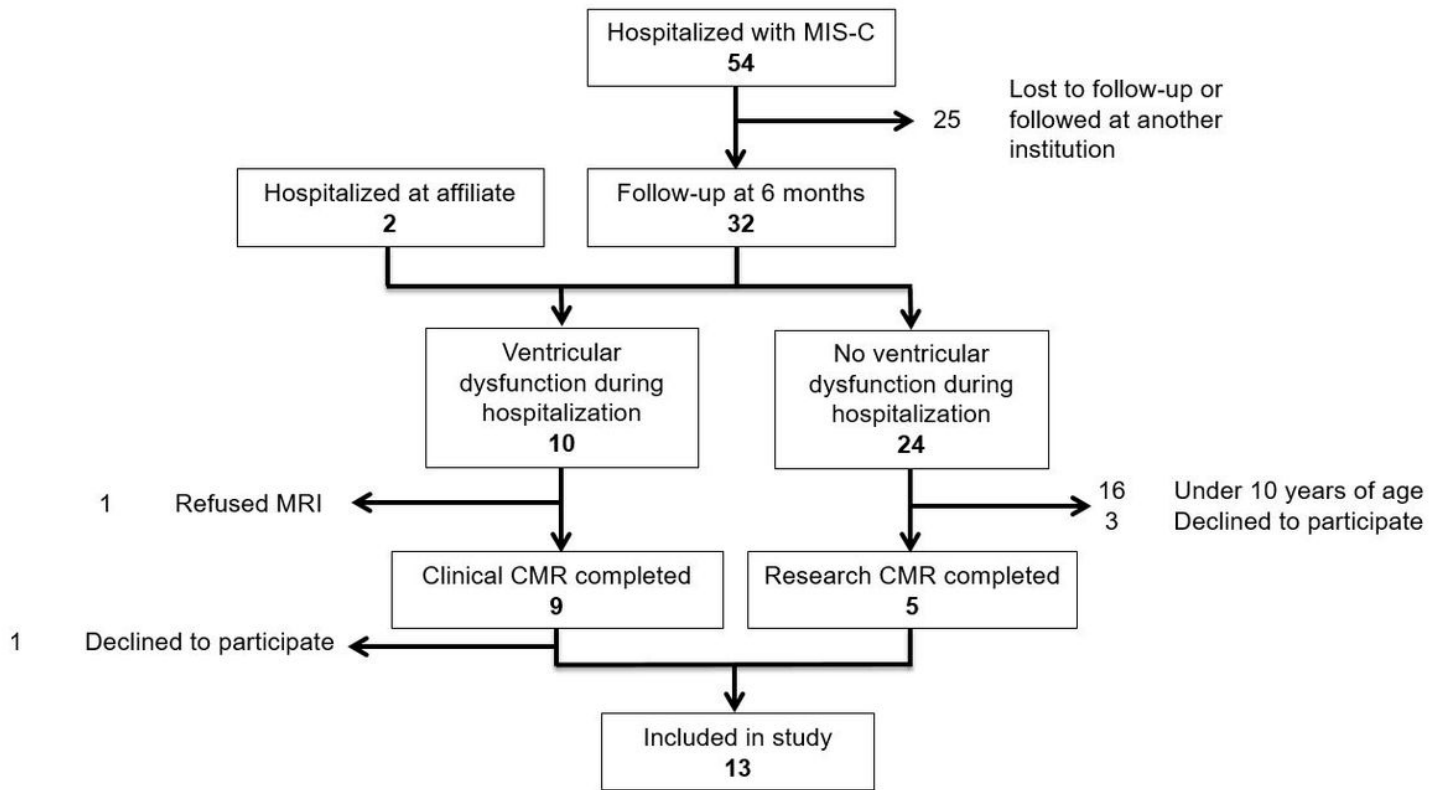 Hospitalized with MIS-C
54
25
Lost to follow-up or
followed at another
institution
Hospitalized at affiliate
2
Follow-up at 6 months
32
Ventricular
dysfunction during
hospitalization
10
No ventricular
dysfunction during
hospitalization
24
1 Refused MRI
16 Under 10 years of age
3 Declined to participate
Clinical CMR completed
9
Research CMR completed
5
1 Declined to participate
Included in study
13